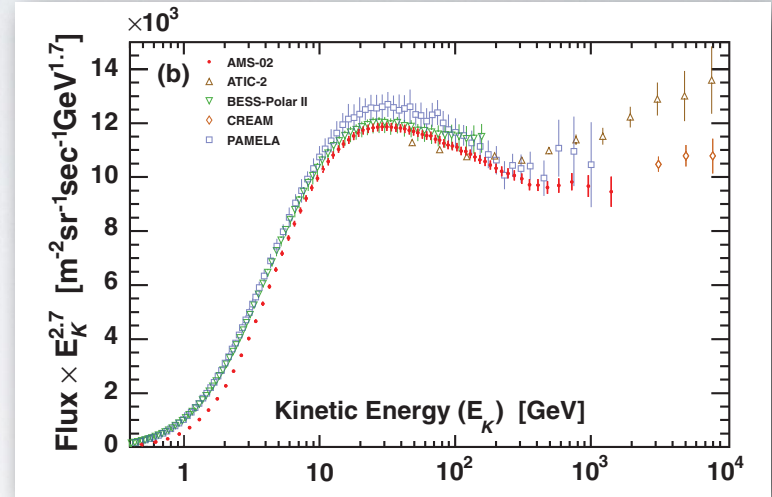 ×10³
(b)
AMS-02
ATIC-2
BESS-Polar II
CREAM
PAMELA
Flux × E_K^2.7 [m⁻²sr⁻¹sec⁻¹GeV^1.7]
14
12
10
8
6
4
2
0
Kinetic Energy (E_K) [GeV]
1 10 10² 10³ 10⁴